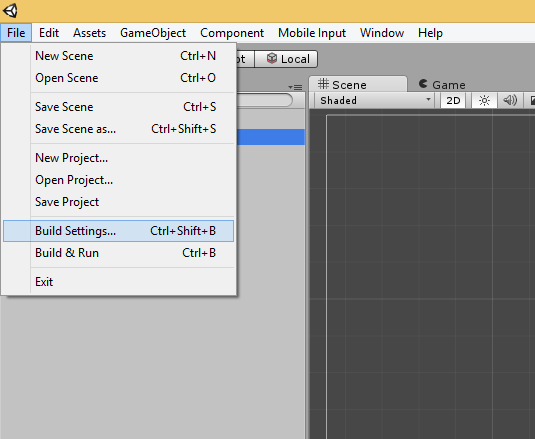 File Edit Assets GameObject Component Mobile Input Window Help
New Scene Ctrl+N
Open Scene Ctrl+O
Save Scene Ctrl+S
Save Scene as... Ctrl+Shift+S
New Project...
Open Project...
Save Project
Build Settings... Ctrl+Shift+B
Build & Run Ctrl+B
Exit
Local
Scene Game
Shaded 2D